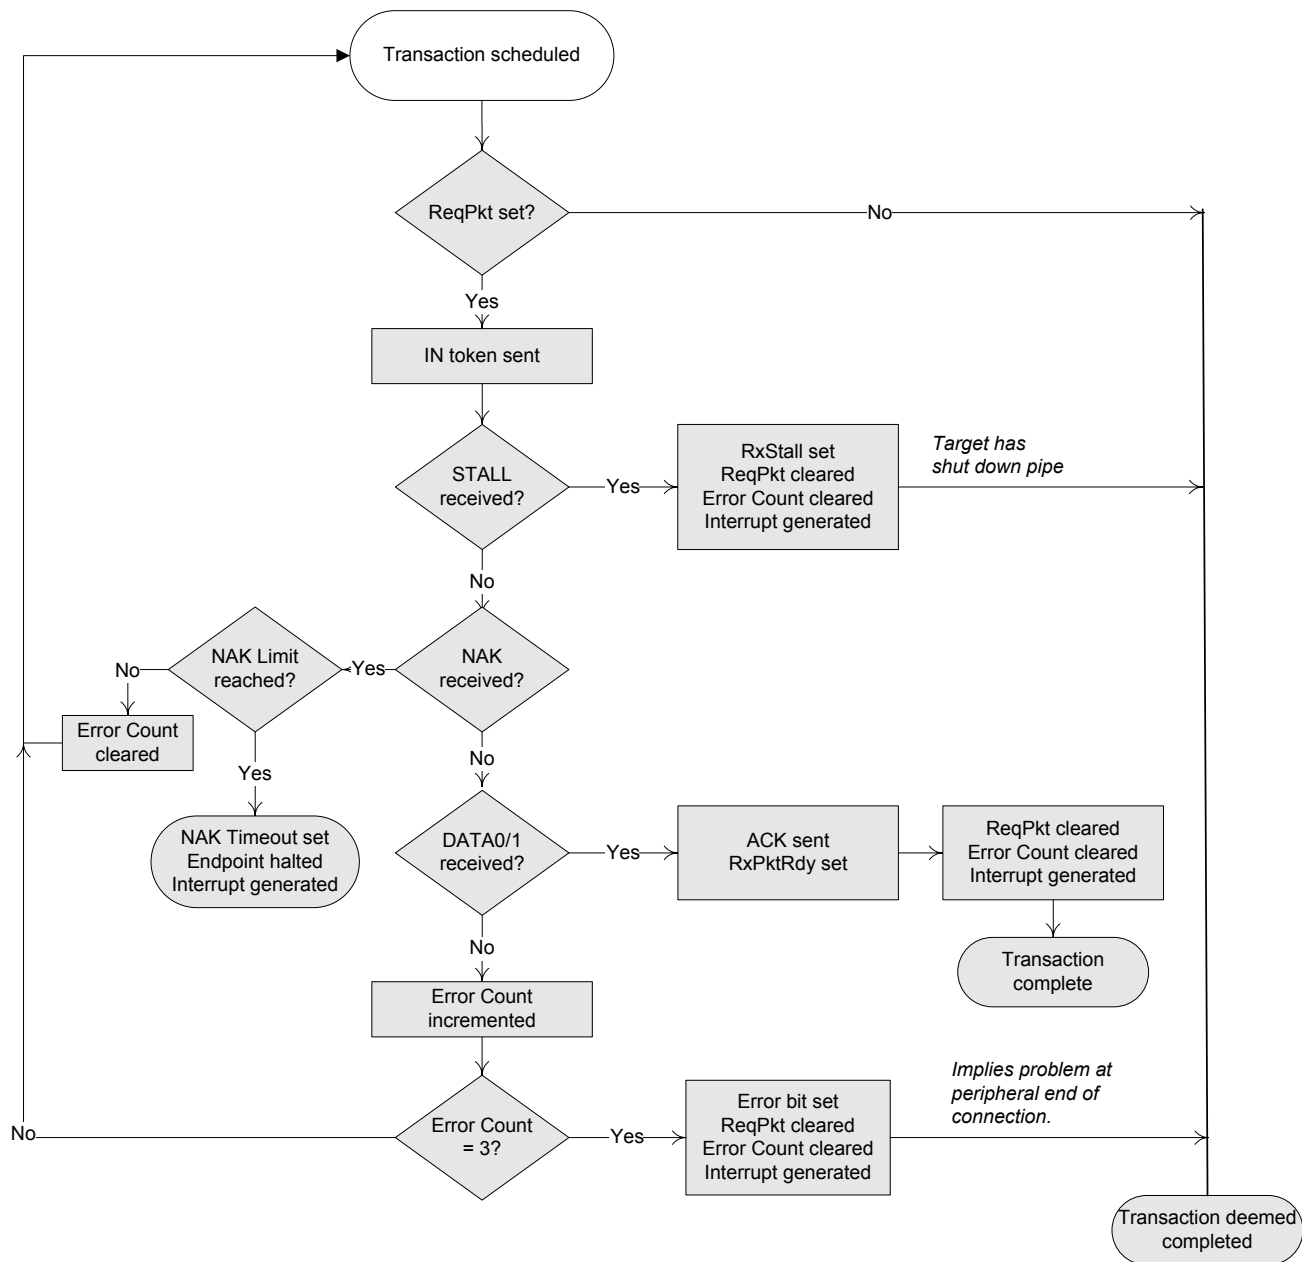 Transaction scheduled
ReqPkt set?
No
Yes
IN token sent
STALL
received?
Yes
RxStall set
ReqPkt cleared
Error Count cleared
Interrupt generated
Target has
shut down pipe
No
NAK
received?
Yes
NAK Limit
reached?
No
Error Count
cleared
Yes
NAK Timeout set
Endpoint halted
Interrupt generated
No
DATA0/1
received?
Yes
ACK sent
RxPktRdy set
ReqPkt cleared
Error Count cleared
Interrupt generated
Transaction
complete
No
Error Count
incremented
Error Count
= 3?
No
Yes
Error bit set
ReqPkt cleared
Error Count cleared
Interrupt generated
Implies problem at
peripheral end of
connection.
Transaction deemed
completed